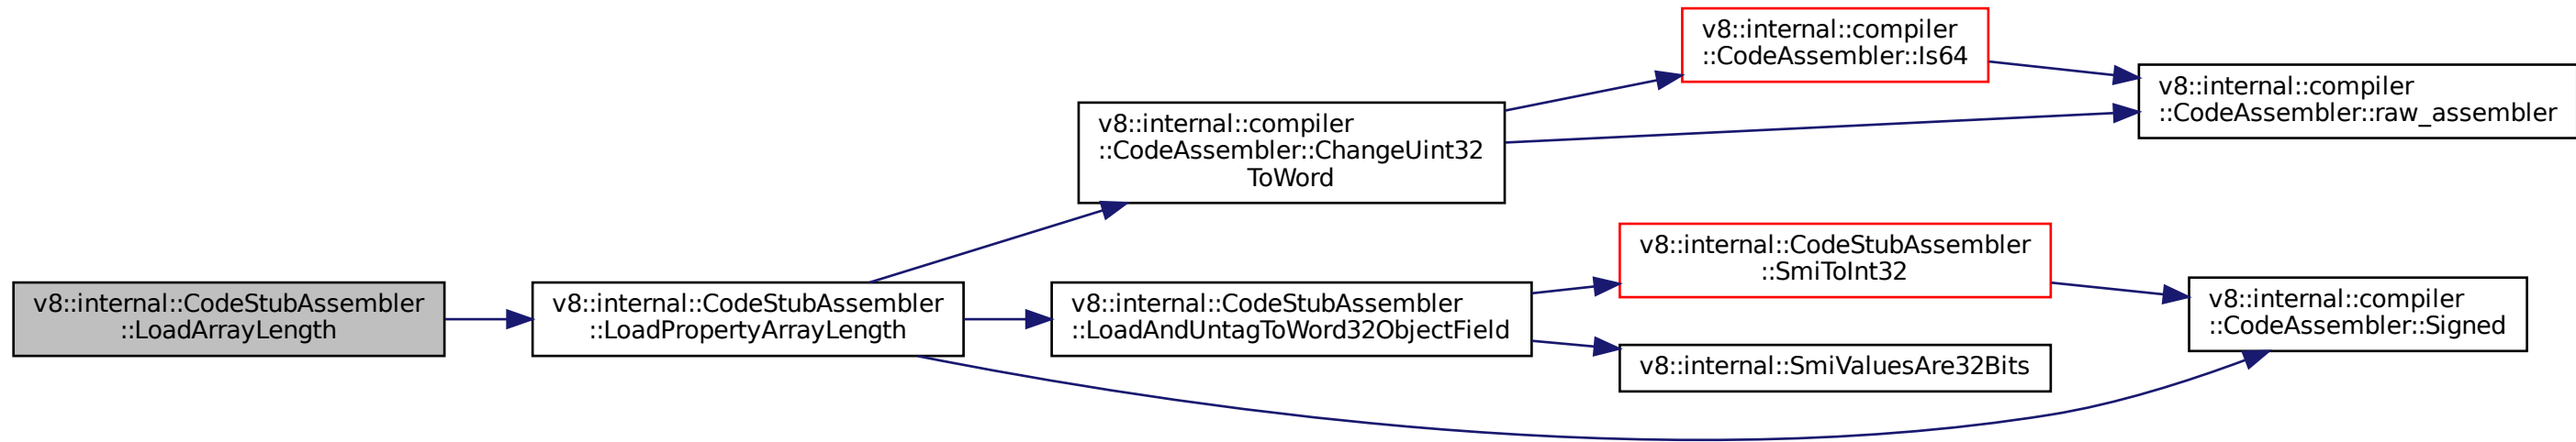 v8::internal::CodeStubAssembler
::LoadArrayLength
v8::internal::CodeStubAssembler
::LoadPropertyArrayLength
v8::internal::compiler
::CodeAssembler::ChangeUint32
ToWord
v8::internal::compiler
::CodeAssembler::Is64
v8::internal::compiler
::CodeAssembler::raw_assembler
v8::internal::CodeStubAssembler
::LoadAndUntagToWord32ObjectField
v8::internal::CodeStubAssembler
::SmiToInt32
v8::internal::SmiValuesAre32Bits
v8::internal::compiler
::CodeAssembler::Signed